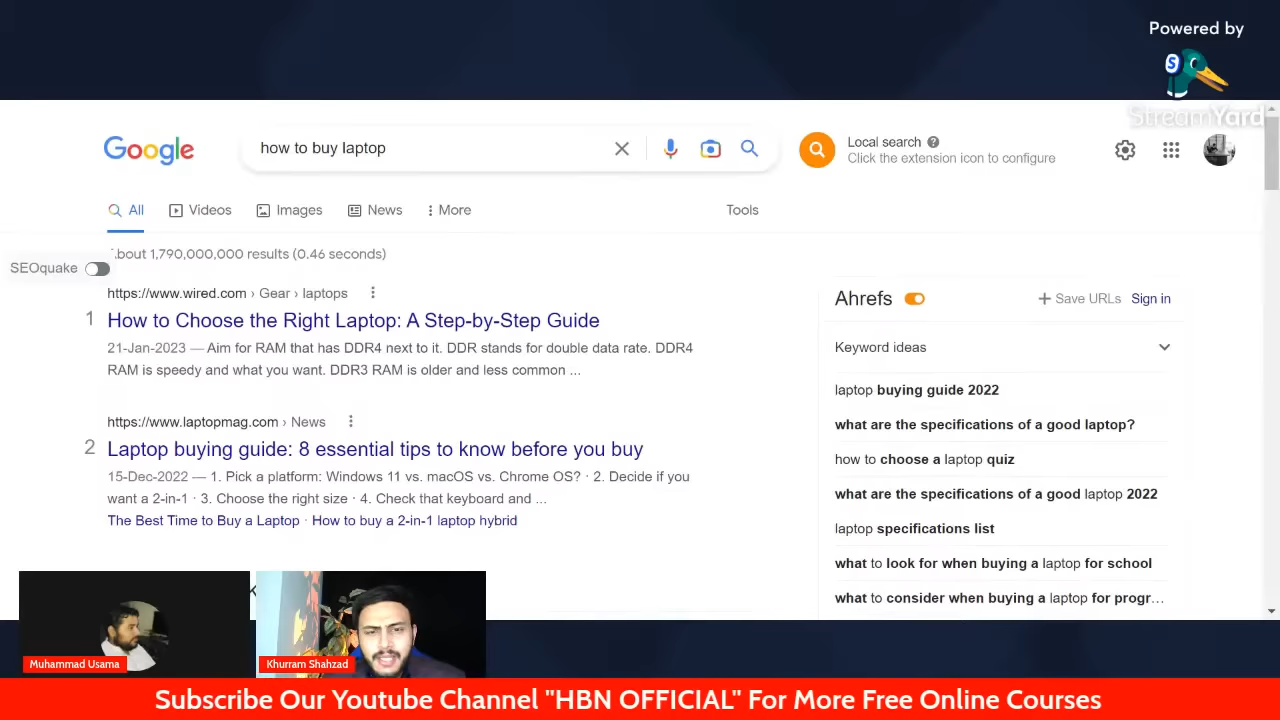 Powered by
StreamYard
Google
how to buy laptop
Local search
Click the extension icon to configure
All
Videos
Images
News
More
Tools
About 1,790,000,000 results (0.46 seconds)
SEOquake
https://www.wired.com › Gear › laptops
1
How to Choose the Right Laptop: A Step-by-Step Guide
21-Jan-2023 — Aim for RAM that has DDR4 next to it. DDR stands for double data rate. DDR4
RAM is speedy and what you want. DDR3 RAM is older and less common ...
https://www.laptopmag.com › News
2
Laptop buying guide: 8 essential tips to know before you buy
15-Dec-2022 — 1. Pick a platform: Windows 11 vs. macOS vs. Chrome OS? · 2. Decide if you
want a 2-in-1 · 3. Choose the right size · 4. Check that keyboard and ...
The Best Time to Buy a Laptop · How to buy a 2-in-1 laptop hybrid
Ahrefs
Save URLs
Sign in
Keyword ideas
laptop buying guide 2022
what are the specifications of a good laptop?
how to choose a laptop quiz
what are the specifications of a good laptop 2022
laptop specifications list
what to look for when buying a laptop for school
what to consider when buying a laptop for progr...
Muhammad Usama
Khurram Shahzad
Subscribe Our Youtube Channel "HBN OFFICIAL" For More Free Online Courses